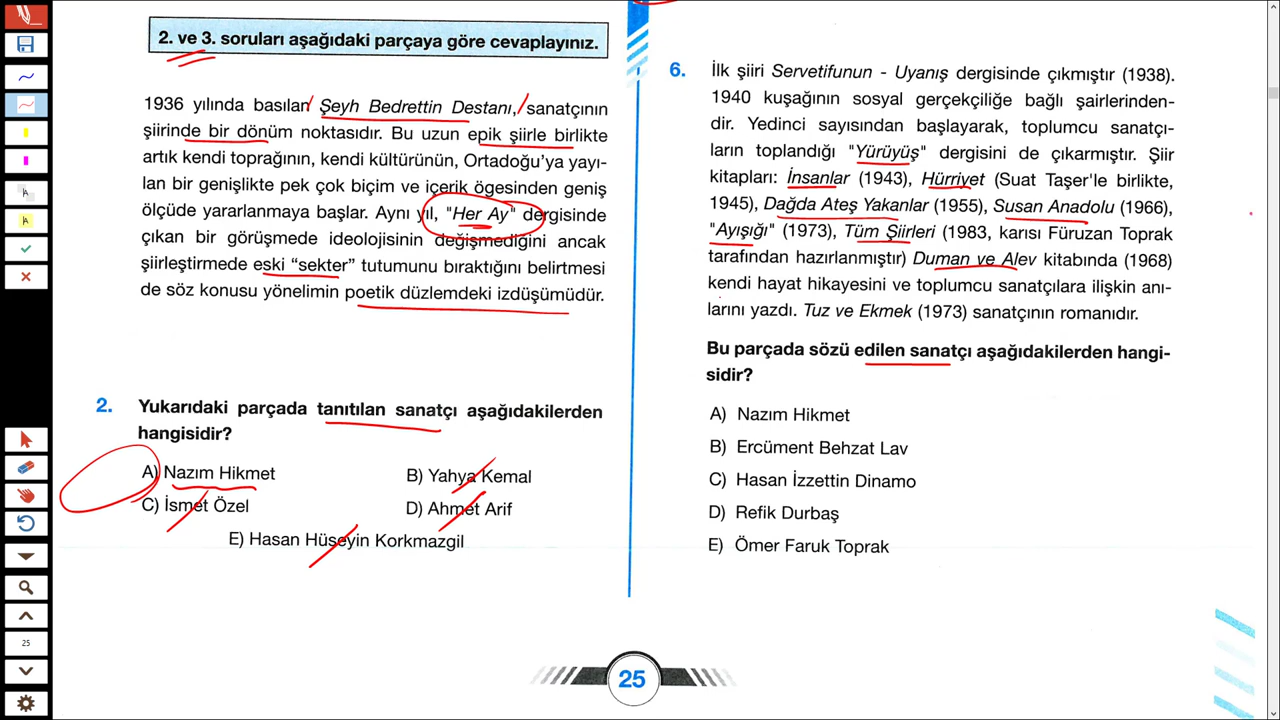 2. ve 3. soruları aşağıdaki parçaya göre cevaplayınız.
1936 yılında basılan Şeyh Bedrettin Destanı, sanatçının
şiirinde bir dönüm noktasıdır. Bu uzun epik şiirle birlikte
artık kendi toprağının, kendi kültürünün, Ortadoğu'ya yayı-
lan bir genişlikte pek çok biçim ve içerik ögesinden geniş
ölçüde yararlanmaya başlar. Aynı yıl, "Her Ay" dergisinde
çıkan bir görüşmede ideolojisinin değişmediğini ancak
şiirleştirmede eski “sekter” tutumunu bıraktığını belirtmesi
de söz konusu yönelimin poetik düzlemdeki izdüşümüdür.
2. Yukarıdaki parçada tanıtılan sanatçı aşağıdakilerden
hangisidir?
A) Nazım Hikmet B) Yahya Kemal
C) İsmet Özel D) Ahmet Arif
E) Hasan Hüseyin Korkmazgil
6. İlk şiiri Servetifunun - Uyanış dergisinde çıkmıştır (1938).
1940 kuşağının sosyal gerçekçiliğe bağlı şairlerinden-
dir. Yedinci sayısından başlayarak, toplumcu sanatçı-
ların toplandığı "Yürüyüş" dergisini de çıkarmıştır. Şiir
kitapları: İnsanlar (1943), Hürriyet (Suat Taşer'le birlikte,
1945), Dağda Ateş Yakanlar (1955), Susan Anadolu (1966),
"Ayışığı" (1973), Tüm Şiirleri (1983, karısı Füruzan Toprak
tarafından hazırlanmıştır) Duman ve Alev kitabında (1968)
kendi hayat hikayesini ve toplumcu sanatçılara ilişkin anı-
larını yazdı. Tuz ve Ekmek (1973) sanatçının romanıdır.
Bu parçada sözü edilen sanatçı aşağıdakilerden hangi-
sidir?
A) Nazım Hikmet
B) Ercüment Behzat Lav
C) Hasan İzzettin Dinamo
D) Refik Durbaş
E) Ömer Faruk Toprak
25
25